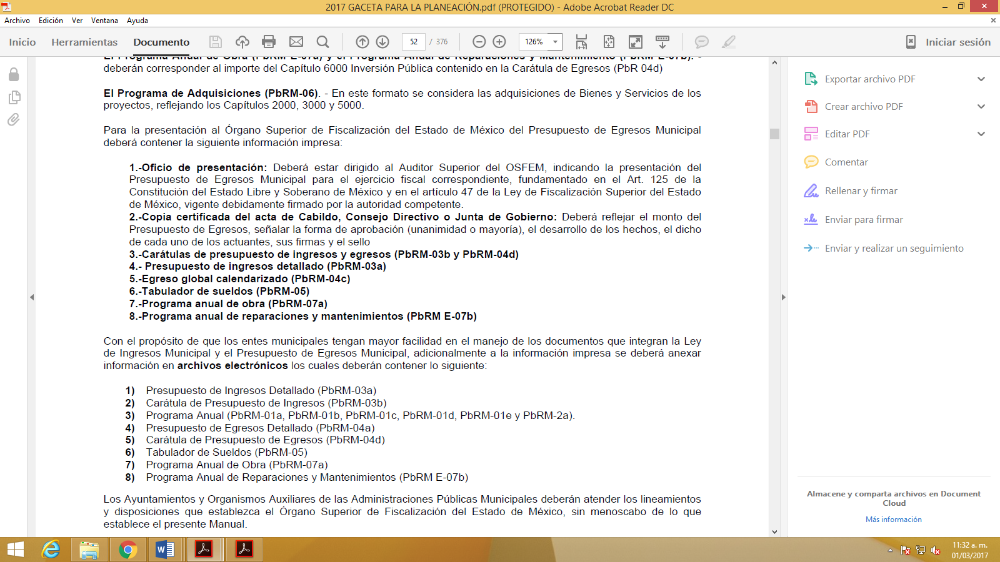 2017 GACETA PARA LA PLANEACIÓN.pdf (PROTEGIDO) - Adobe Acrobat Reader DC
Archivo Edición Ver Ventana Ayuda
Inicio Herramientas Documento 52 / 376 126% Iniciar sesión
El Programa Anual de Obra (PbRM E-07a) y el Programa Anual de Reparaciones y Mantenimiento (PbRM E-07b). -
deberán corresponder al importe del Capítulo 6000 Inversión Pública contenido en la Carátula de Egresos (PbR 04d)
El Programa de Adquisiciones (PbRM-06). - En este formato se considera las adquisiciones de Bienes y Servicios de los
proyectos, reflejando los Capítulos 2000, 3000 y 5000.
Para la presentación al Órgano Superior de Fiscalización del Estado de México del Presupuesto de Egresos Municipal
deberá contener la siguiente información impresa:
1.-Oficio de presentación: Deberá estar dirigido al Auditor Superior del OSFEM, indicando la presentación del
Presupuesto de Egresos Municipal para el ejercicio fiscal correspondiente, fundamentado en el Art. 125 de la
Constitución del Estado Libre y Soberano de México y en el artículo 47 de la Ley de Fiscalización Superior del Estado
de México, vigente debidamente firmado por la autoridad competente.
2.-Copia certificada del acta de Cabildo, Consejo Directivo o Junta de Gobierno: Deberá reflejar el monto del
Presupuesto de Egresos, señalar la forma de aprobación (unanimidad o mayoría), el desarrollo de los hechos, el dicho
de cada uno de los actuantes, sus firmas y el sello
3.-Carátulas de presupuesto de ingresos y egresos (PbRM-03b y PbRM-04d)
4.- Presupuesto de ingresos detallado (PbRM-03a)
5.-Egreso global calendarizado (PbRM-04c)
6.-Tabulador de sueldos (PbRM-05)
7.-Programa anual de obra (PbRM-07a)
8.-Programa anual de reparaciones y mantenimientos (PbRM E-07b)
Con el propósito de que los entes municipales tengan mayor facilidad en el manejo de los documentos que integran la Ley
de Ingresos Municipal y el Presupuesto de Egresos Municipal, adicionalmente a la información impresa se deberá anexar
información en archivos electrónicos los cuales deberán contener lo siguiente:
1) Presupuesto de Ingresos Detallado (PbRM-03a)
2) Carátula de Presupuesto de Ingresos (PbRM-03b)
3) Programa Anual (PbRM-01a, PbRM-01b, PbRM-01c, PbRM-01d, PbRM-01e y PbRM-2a).
4) Presupuesto de Egresos Detallado (PbRM-04a)
5) Carátula de Presupuesto de Egresos (PbRM-04d)
6) Tabulador de Sueldos (PbRM-05)
7) Programa Anual de Obra (PbRM-07a)
8) Programa Anual de Reparaciones y Mantenimientos (PbRM E-07b)
Los Ayuntamientos y Organismos Auxiliares de las Administraciones Públicas Municipales deberán atender los lineamientos
y disposiciones que establezca el Órgano Superior de Fiscalización del Estado de México, sin menoscabo de lo que
establece el presente Manual.
Exportar archivo PDF
Crear archivo PDF
Editar PDF
Comentar
Rellenar y firmar
Enviar para firmar
Enviar y realizar un seguimiento
Almacene y comparta archivos en Document
Cloud
Más información
11:32 a. m.
01/03/2017